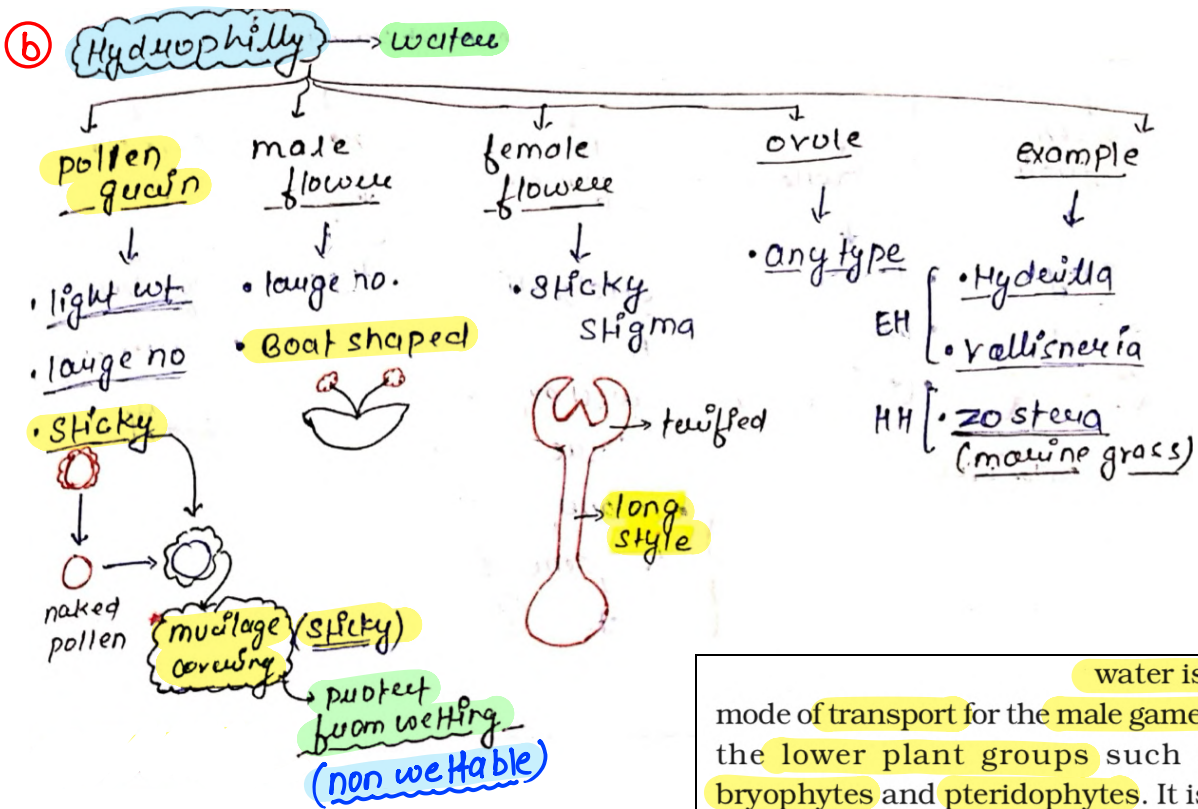 b Hydrophilly → water
pollen
grain
• light wt
• large no
• sticky
naked
pollen
mucilage (sticky)
covering
protect
from wetting
(non wettable)
male
flower
• large no.
• Boat shaped
female
flower
• sticky
stigma
→ terified
→ long
style
ovule
• any type
example
EH
• Hydrilla
• vallisneria
HH
• zostera
(marine grass)
water is
mode of transport for the male game
the lower plant groups such
bryophytes and pteridophytes. It is